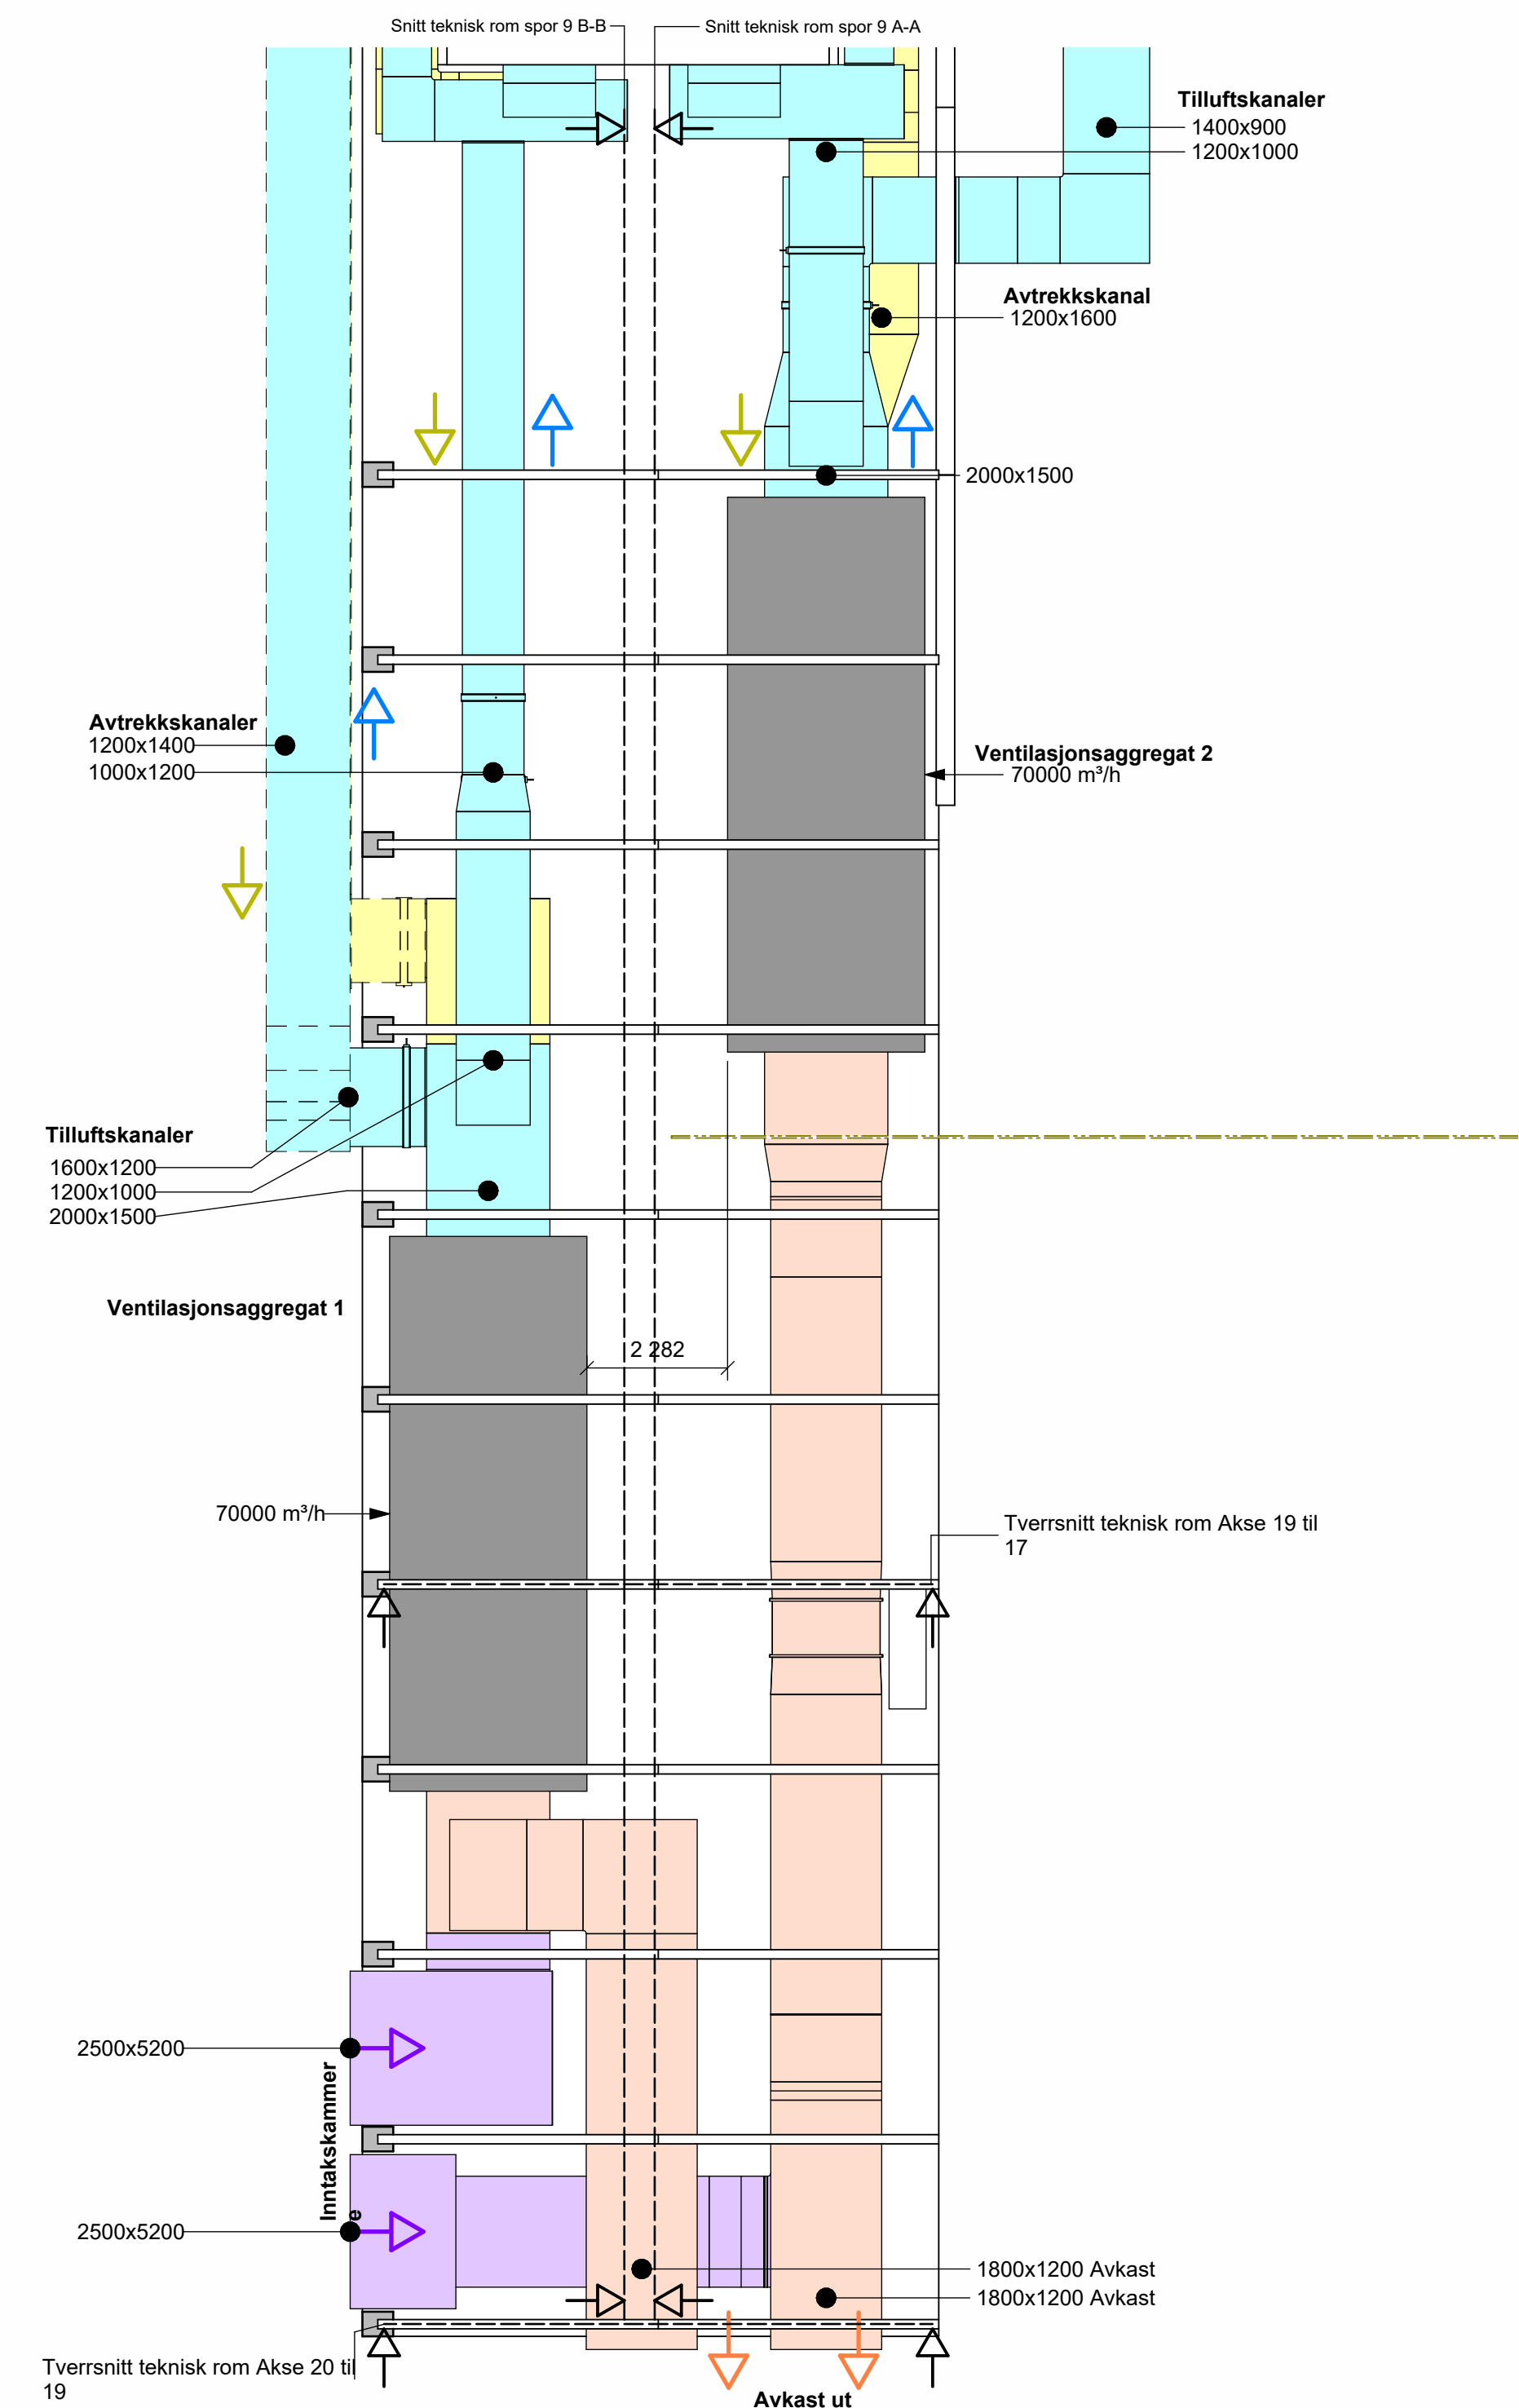 Snitt teknisk rom spor 9 B-B
Snitt teknisk rom spor 9 A-A
Tilluftskanaler
1400x900
1200x1000
Avtrekkskanal
1200x1600
2000x1500
Avtrekkskanaler
1200x1400
1000x1200
Ventilasjonsaggregat 2
70000 m³/h
Tilluftskanaler
1600x1200
1200x1000
2000x1500
Ventilasjonsaggregat 1
2 282
70000 m³/h
Tverrsnitt teknisk rom Akse 19 til
17
2500x5200
Inntakskammer
e
2500x5200
1800x1200 Avkast
1800x1200 Avkast
Tverrsnitt teknisk rom Akse 20 til
19
Avkast ut